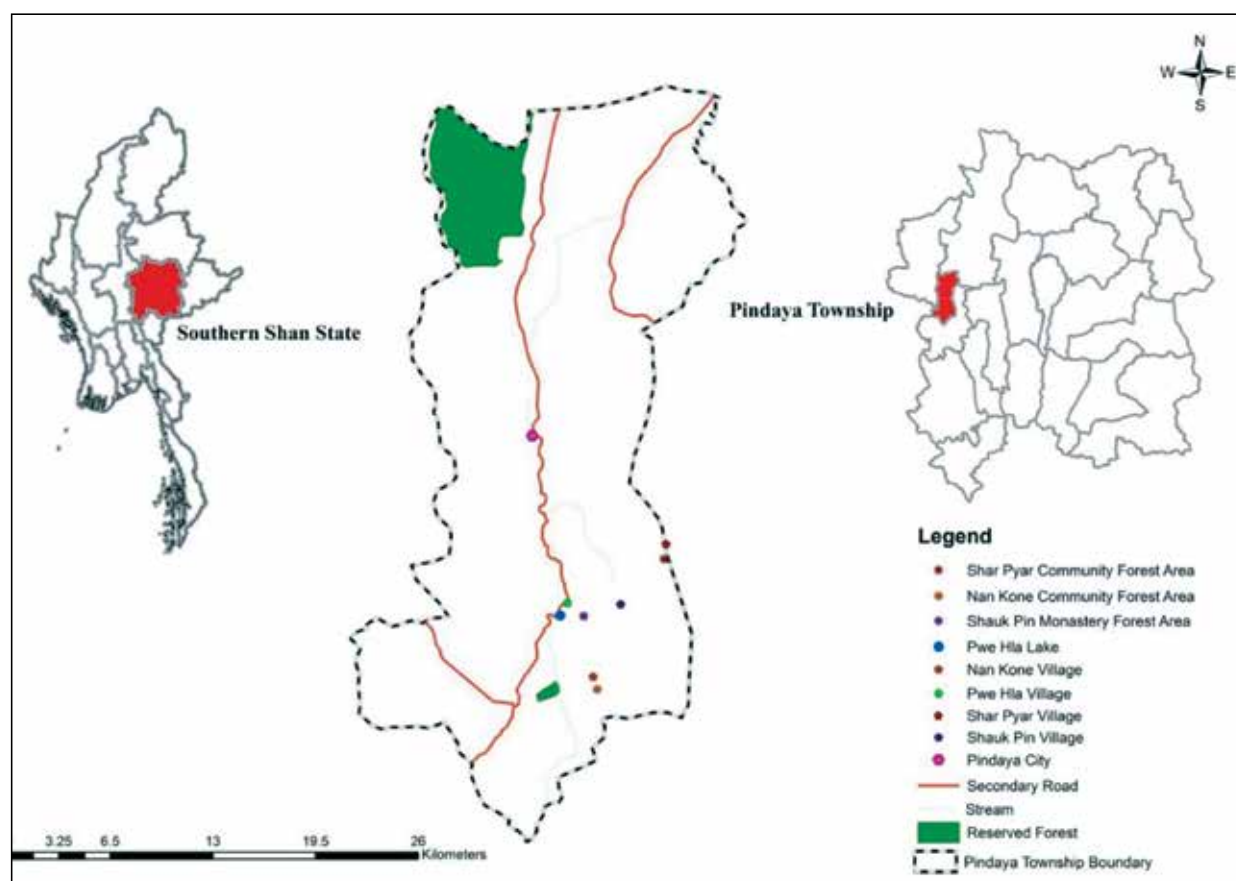 N
W E
S
Southern Shan State
Pindaya Township
Legend
Shar Pyar Community Forest Area
Nan Kone Community Forest Area
Shauk Pin Monastery Forest Area
Pwe Hla Lake
Nan Kone Village
Pwe Hla Village
Shar Pyar Village
Shauk Pin Village
Pindaya City
Secondary Road
Stream
Reserved Forest
Pindaya Township Boundary
3.25 6.5 13 19.5 26
Kilometers